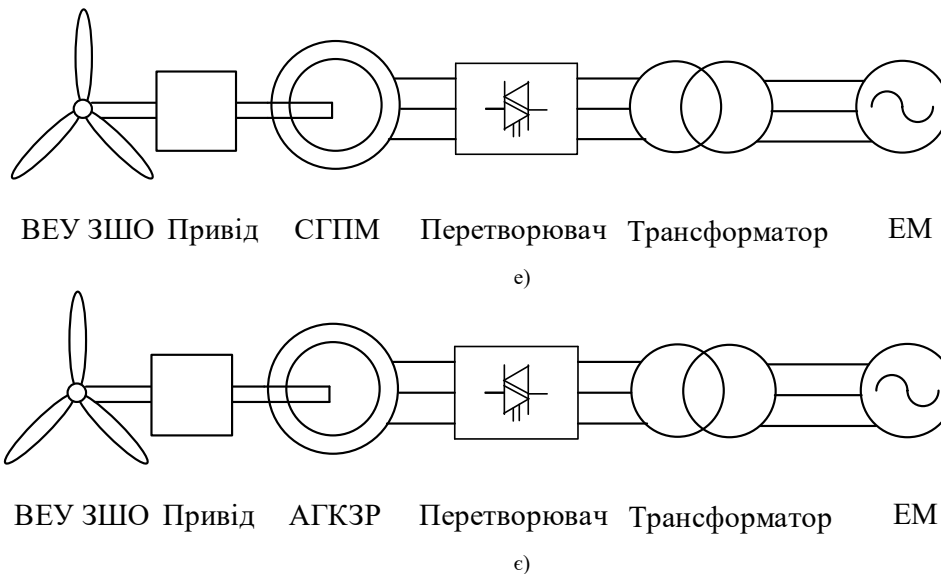 ВЕУ ЗШО Привід СГПМ Перетворювач Трансформатор ЕМ
е)
ВЕУ ЗШО Привід АГКЗР Перетворювач Трансформатор ЕМ
є)